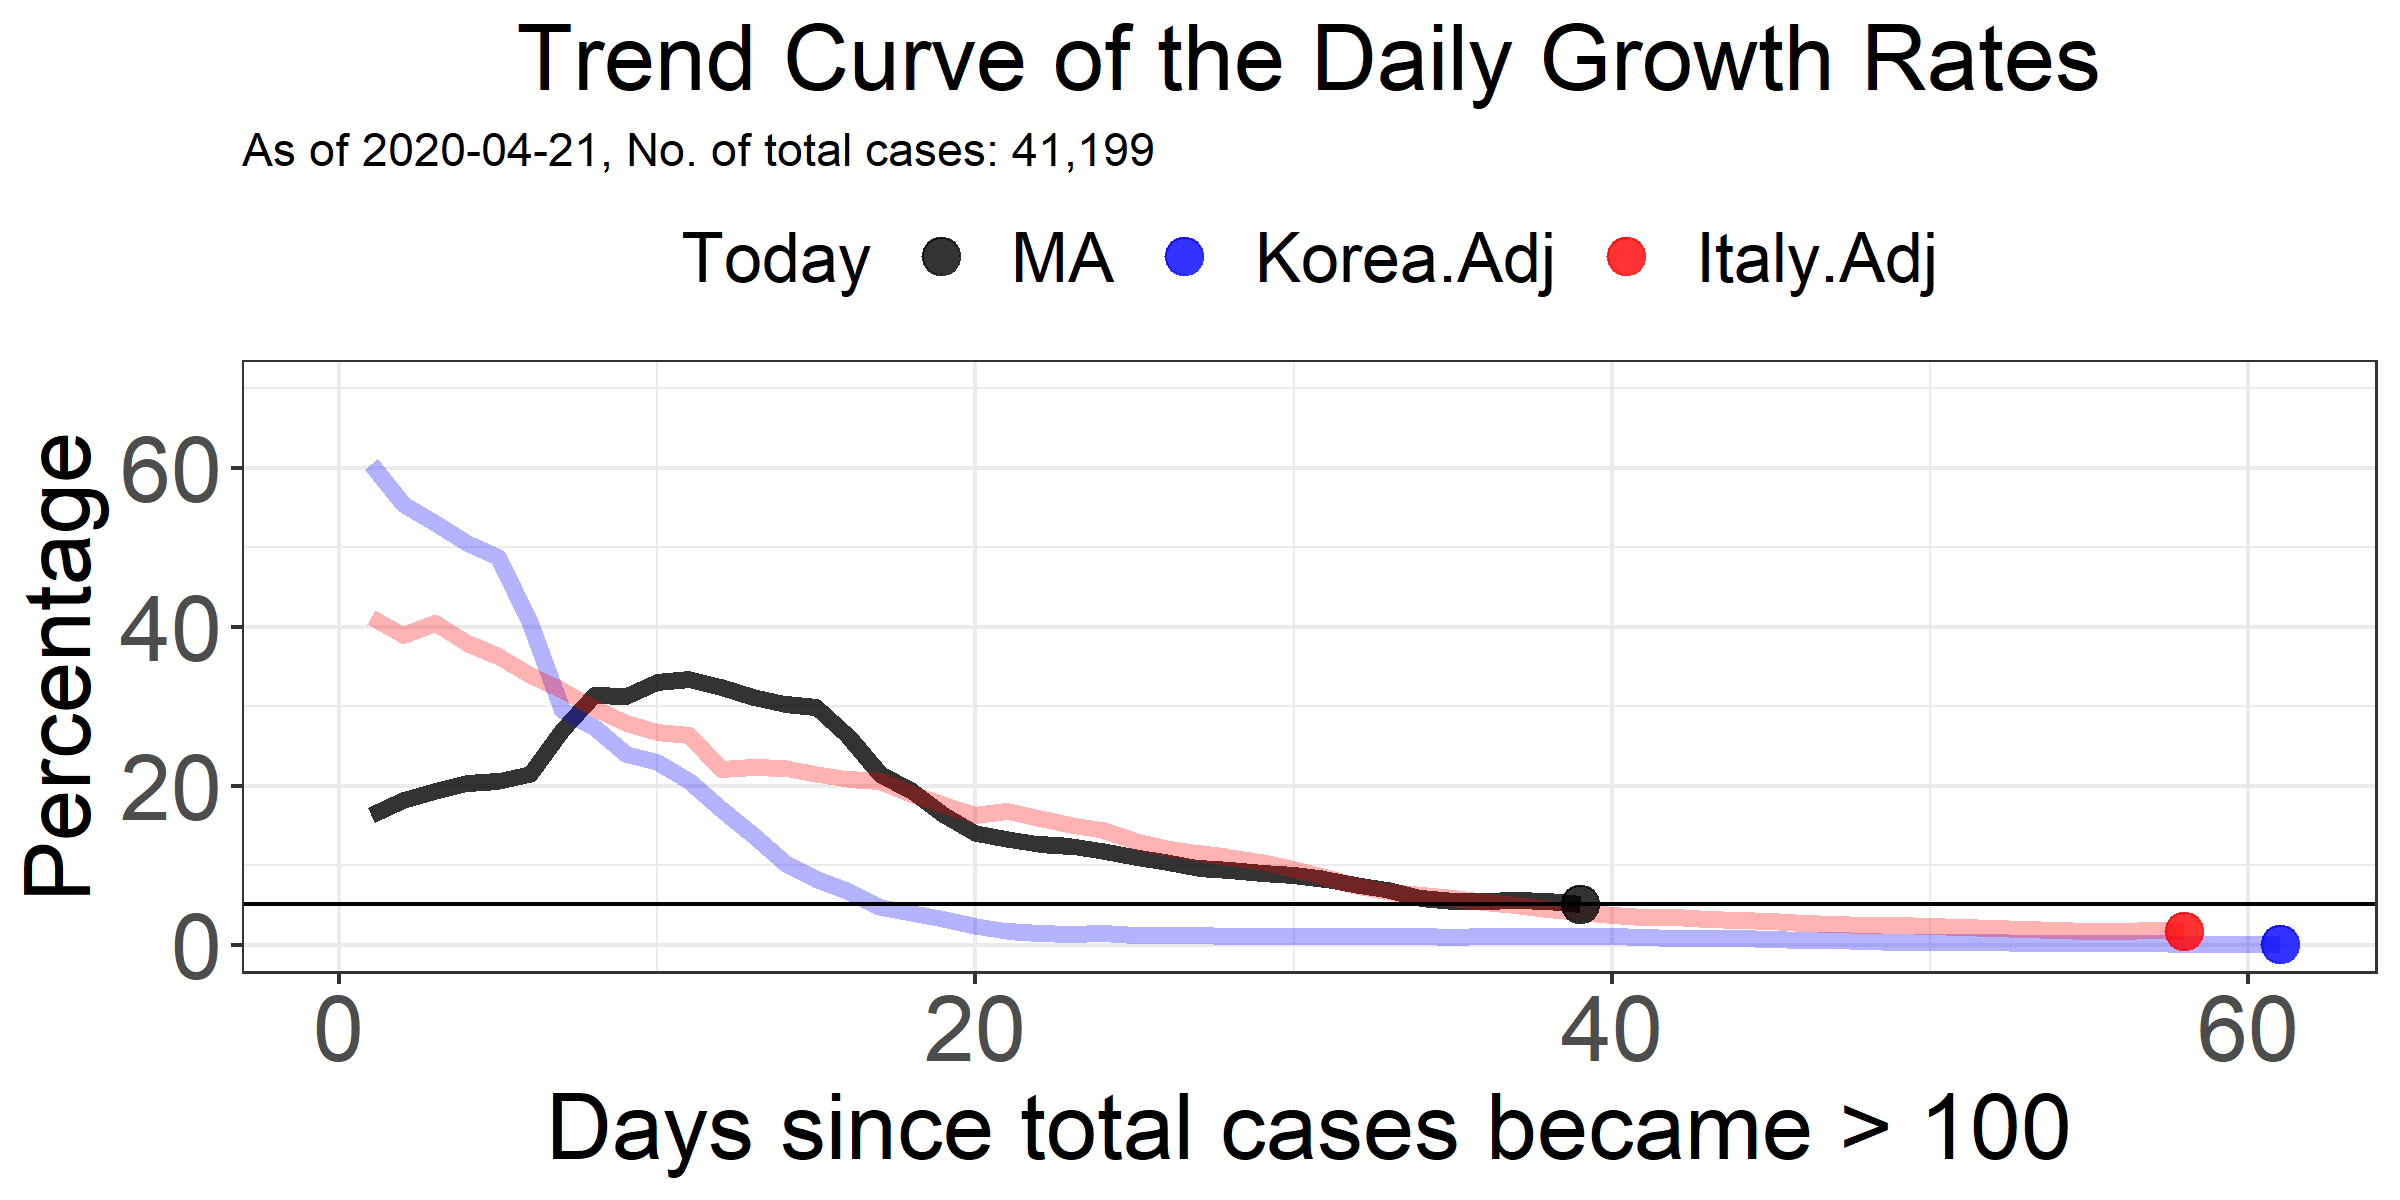 Trend Curve of the Daily Growth Rates
As of 2020-04-21, No. of total cases: 41,199
Today MA Korea.Adj Italy.Adj
Percentage
60
40
20
0
0 20 40 60
Days since total cases became > 100